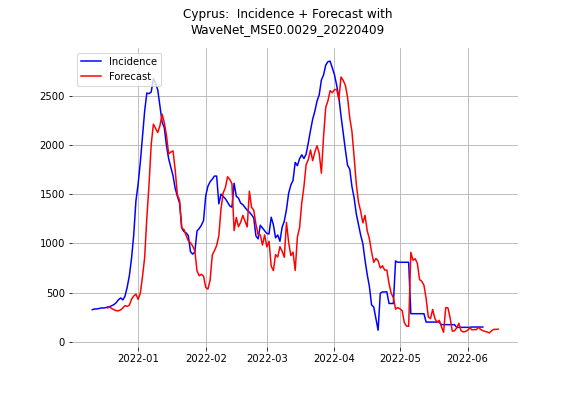 Cyprus:  Incidence + Forecast with
WaveNet_MSE0.0029_20220409
Incidence
Forecast
2500
2000
1500
1000
500
0
2022-01 2022-02 2022-03 2022-04 2022-05 2022-06